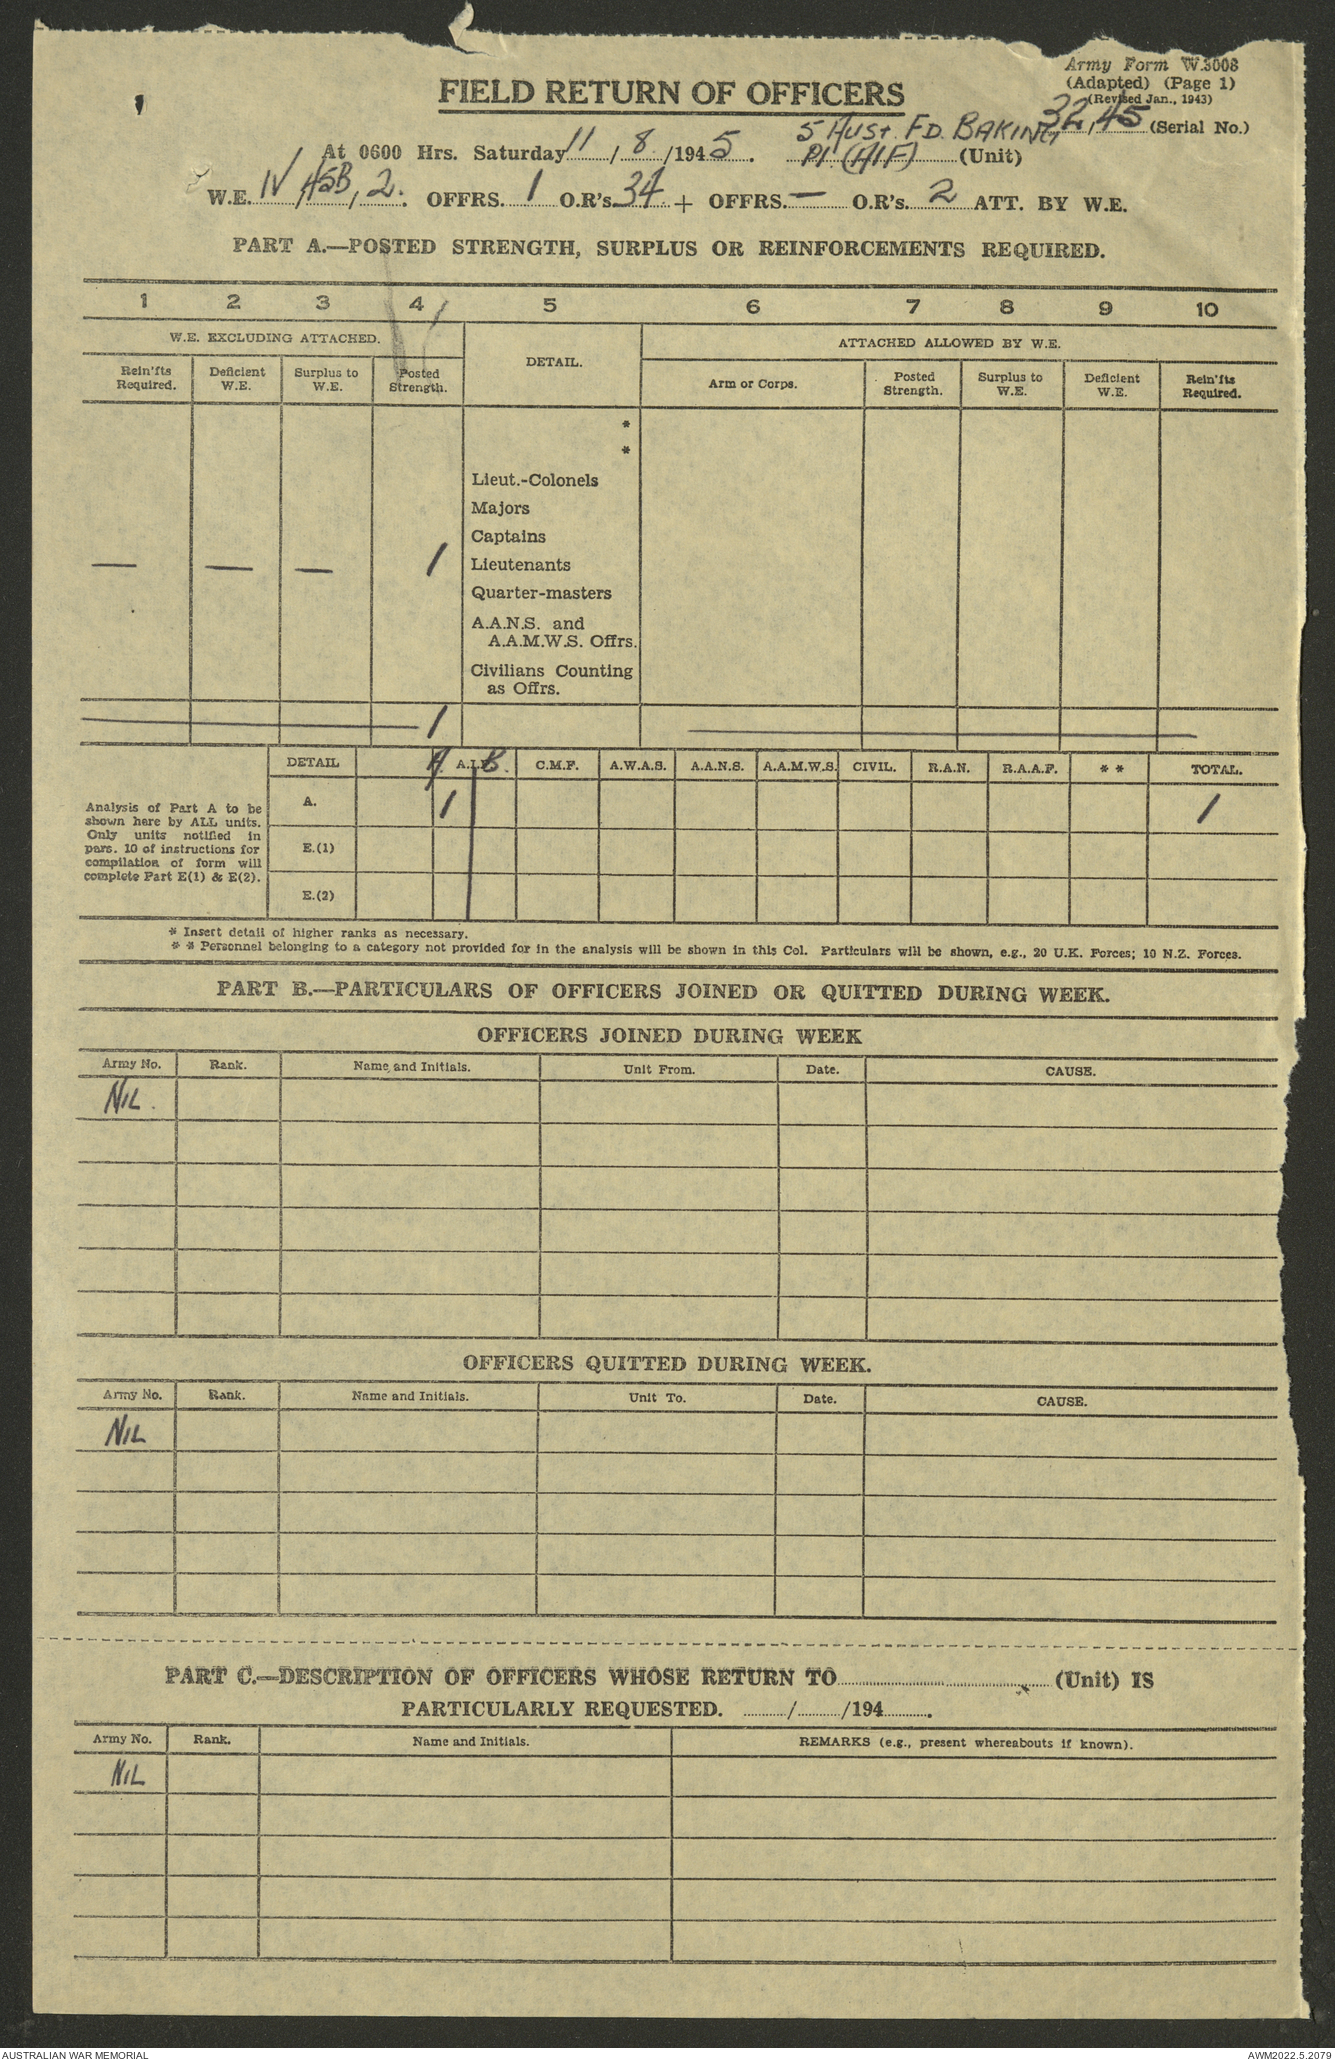 Army Form W.3008
(Adapted) (Page 1)
(Revised Jan., 1943)
FIELD RETURN OF OFFICERS
32/45 (Serial No.)
5 Aust. FD. BAKING
At 0600 Hrs. Saturday 11/8/1945. Pl. (AIF) (Unit)
W.E. IV/45B/2. OFFRS. 1 O.R's 34 + OFFRS. — O.R's. 2 ATT. BY W.E.
PART A.—POSTED STRENGTH, SURPLUS OR REINFORCEMENTS REQUIRED.
1 2 3 4 5 6 7 8 9 10
W.E. EXCLUDING ATTACHED. DETAIL. ATTACHED ALLOWED BY W.E.
Rein'fts Required. Deficient W.E. Surplus to W.E. Posted Strength. Arm or Corps. Posted Strength. Surplus to W.E. Deficient W.E. Rein'fts Required.
*
*
Lieut.-Colonels
Majors
Captains
— — — 1 Lieutenants
Quarter-masters
A.A.N.S. and
A.A.M.W.S. Offrs.
Civilians Counting
as Offrs.
1
DETAIL A A.I.F. B. C.M.F. A.W.A.S. A.A.N.S. A.A.M.W.S. CIVIL. R.A.N. R.A.A.F. * * TOTAL.
A. 1 1
E.(1)
E.(2)
Analysis of Part A to be
shown here by ALL units.
Only units notified in
para. 10 of instructions for
compilation of form will
complete Part E(1) & E(2).
* Insert detail of higher ranks as necessary.
* * Personnel belonging to a category not provided for in the analysis will be shown in this Col. Particulars will be shown, e.g., 20 U.K. Forces; 10 N.Z. Forces.
PART B.—PARTICULARS OF OFFICERS JOINED OR QUITTED DURING WEEK.
OFFICERS JOINED DURING WEEK
Army No. Rank. Name and Initials. Unit From. Date. CAUSE.
NIL.
OFFICERS QUITTED DURING WEEK.
Army No. Rank. Name and Initials. Unit To. Date. CAUSE.
NIL
PART C.—DESCRIPTION OF OFFICERS WHOSE RETURN TO (Unit) IS
PARTICULARLY REQUESTED. / /194 .
Army No. Rank. Name and Initials. REMARKS (e.g., present whereabouts if known).
NIL
AUSTRALIAN WAR MEMORIAL AWM2022.5.2079